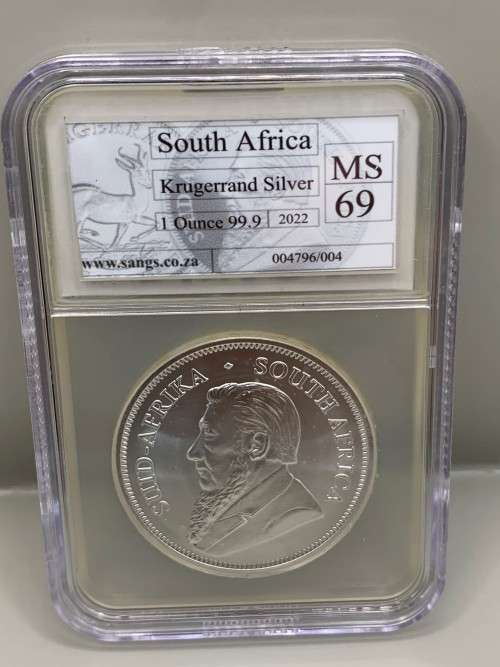 South Africa
Krugerrand Silver
1 Ounce 99.9
2022
MS
69
www.sangs.co.za
004796/004
SUID-AFRIKA · SOUTH AFRICA